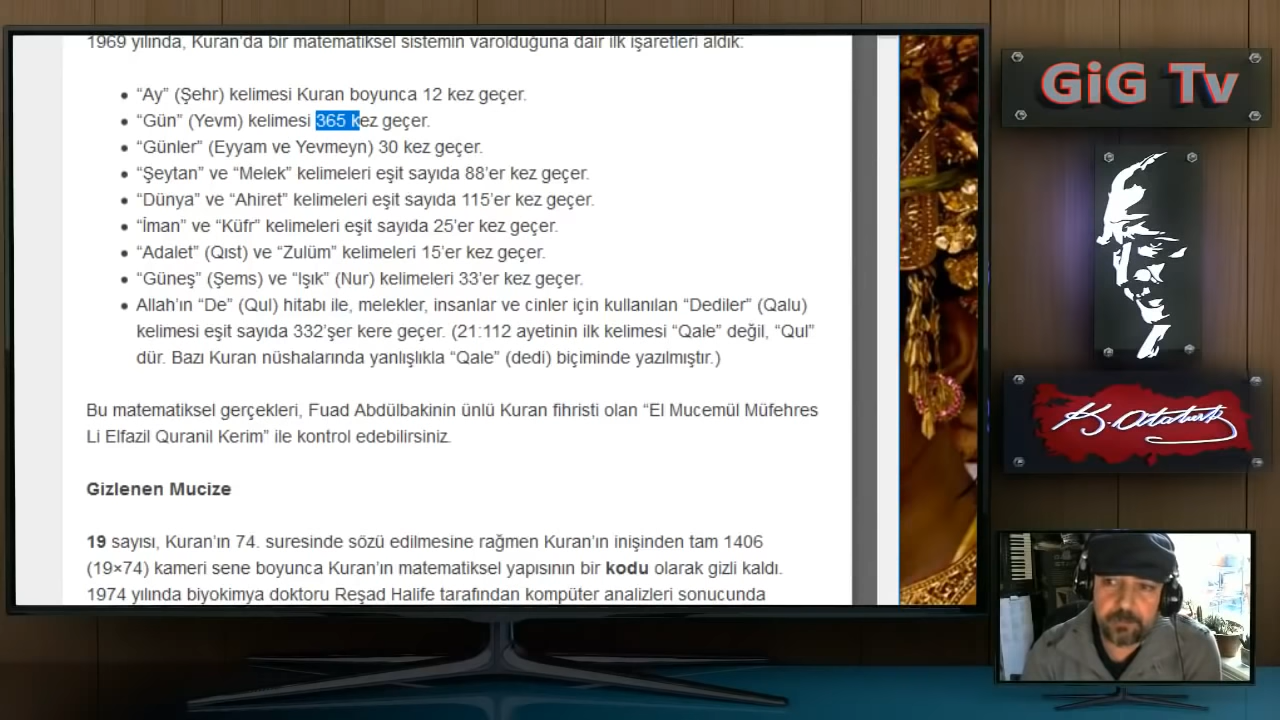 1969 yılında, Kuran'da bir matematiksel sistemin varolduğuna dair ilk işaretleri aldık:
• “Ay” (Şehr) kelimesi Kuran boyunca 12 kez geçer.
• “Gün” (Yevm) kelimesi 365 kez geçer.
• “Günler” (Eyyam ve Yevmeyn) 30 kez geçer.
• “Şeytan” ve “Melek” kelimeleri eşit sayıda 88’er kez geçer.
• “Dünya” ve “Ahiret” kelimeleri eşit sayıda 115’er kez geçer.
• “İman” ve “Küfr” kelimeleri eşit sayıda 25’er kez geçer.
• “Adalet” (Qıst) ve “Zulüm” kelimeleri 15’er kez geçer.
• “Güneş” (Şems) ve “Işık” (Nur) kelimeleri 33’er kez geçer.
• Allah’ın “De” (Qul) hitabı ile, melekler, insanlar ve cinler için kullanılan “Dediler” (Qalu)
kelimesi eşit sayıda 332’şer kere geçer. (21:112 ayetinin ilk kelimesi “Qale” değil, “Qul”
dür. Bazı Kuran nüshalarında yanlışlıkla “Qale” (dedi) biçiminde yazılmıştır.)
Bu matematiksel gerçekleri, Fuad Abdülbakinin ünlü Kuran fihristi olan “El Mucemül Müfehres
Li Elfazil Quranil Kerim” ile kontrol edebilirsiniz.
Gizlenen Mucize
19 sayısı, Kuran’ın 74. suresinde sözü edilmesine rağmen Kuran’ın inişinden tam 1406
(19×74) kameri sene boyunca Kuran’ın matematiksel yapısının bir kodu olarak gizli kaldı.
1974 yılında biyokimya doktoru Reşad Halife tarafından kompüter analizleri sonucunda
GiG Tv
K. Atatürk